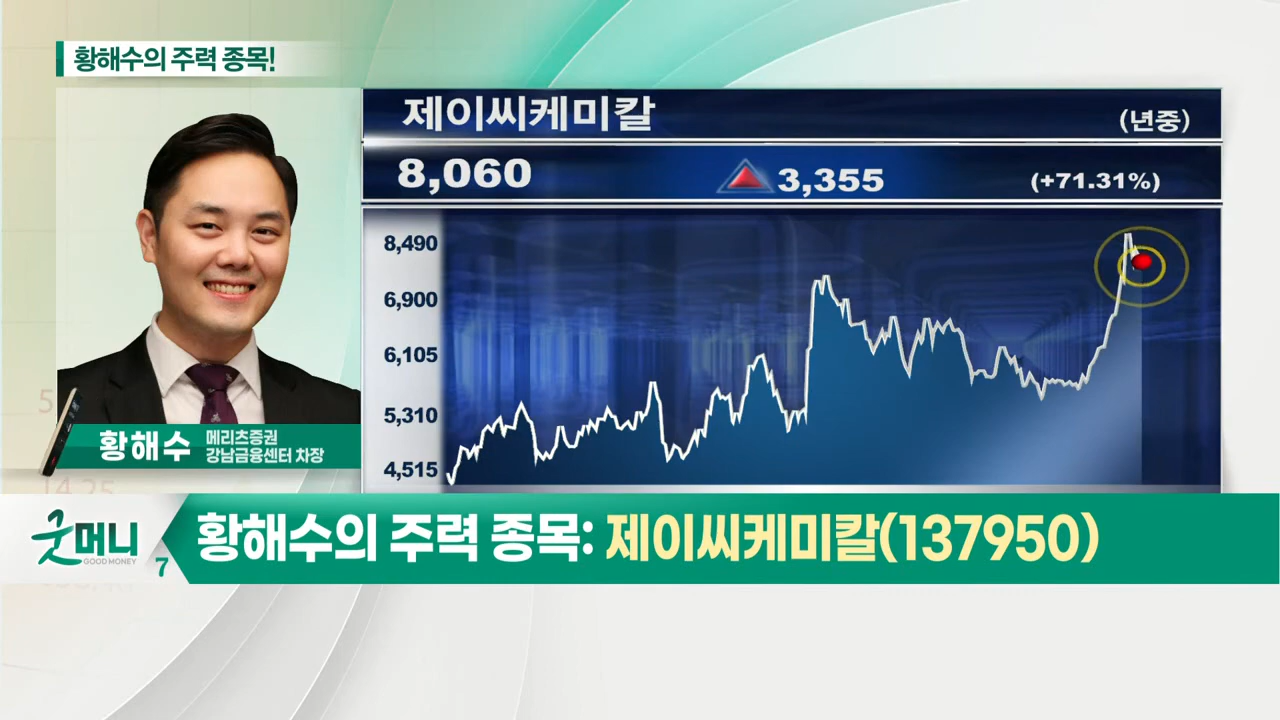 황해수의 주력 종목!
제이씨케미칼
(년중)
8,060 ▲ 3,355 (+71.31%)
8,490
6,900
6,105
5,310
4,515
황해수
메리츠증권
강남금융센터 차장
굿머니
GOOD MONEY
7
황해수의 주력 종목: 제이씨케미칼(137950)